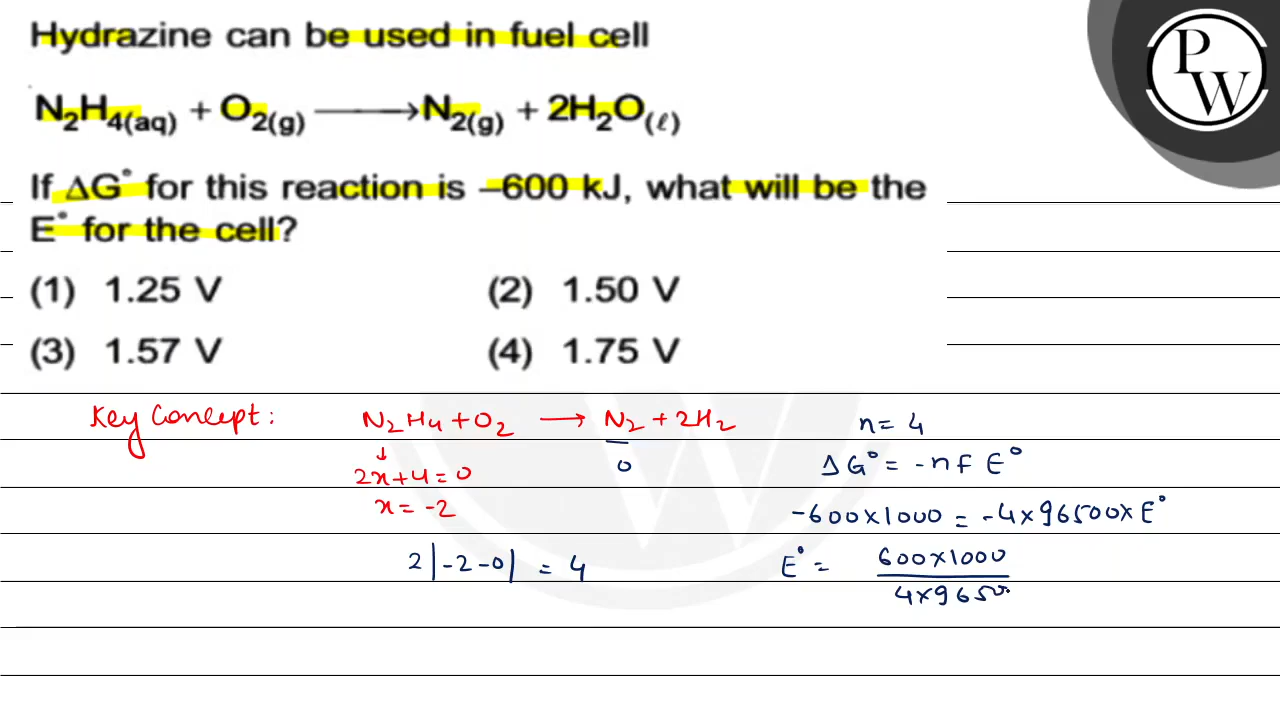 Hydrazine can be used in fuel cell
N₂H₄(aq) + O₂(g) ⟶ N₂(g) + 2H₂O(ℓ)
If ΔG° for this reaction is –600 kJ, what will be the
E° for the cell?
(1) 1.25 V (2) 1.50 V
(3) 1.57 V (4) 1.75 V
PW
Key Concept: N₂H₄ + O₂ ⟶ N₂ + 2H₂
2x+4=0 0
x = -2
2|-2-0| = 4
n = 4
ΔG° = -nFE°
-600×1000 = -4×96500×E°
E° = 600×1000
4×9650